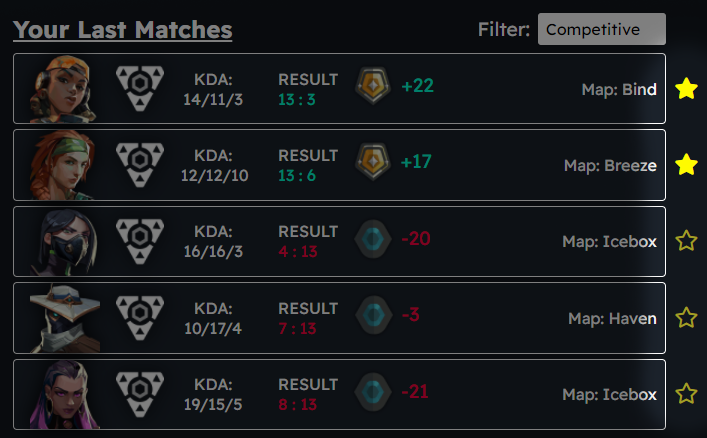 Your Last Matches
Filter: Competitive
KDA: RESULT
14/11/3 13 : 3 +22 Map: Bind
KDA: RESULT
12/12/10 13 : 6 +17 Map: Breeze
KDA: RESULT
16/16/3 4 : 13 -20 Map: Icebox
KDA: RESULT
10/17/4 7 : 13 -3 Map: Haven
KDA: RESULT
19/15/5 8 : 13 -21 Map: Icebox